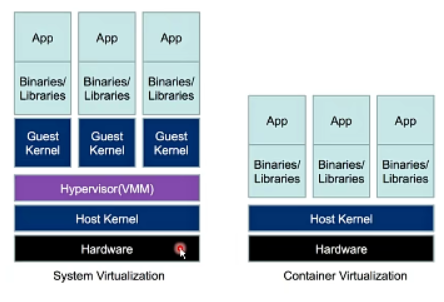 App
App
App
Binaries/
Libraries
Binaries/
Libraries
Binaries/
Libraries
Guest
Kernel
Guest
Kernel
Guest
Kernel
Hypervisor(VMM)
Host Kernel
Hardware
System Virtualization
App
App
App
Binaries/
Libraries
Binaries/
Libraries
Binaries/
Libraries
Host Kernel
Hardware
Container Virtualization